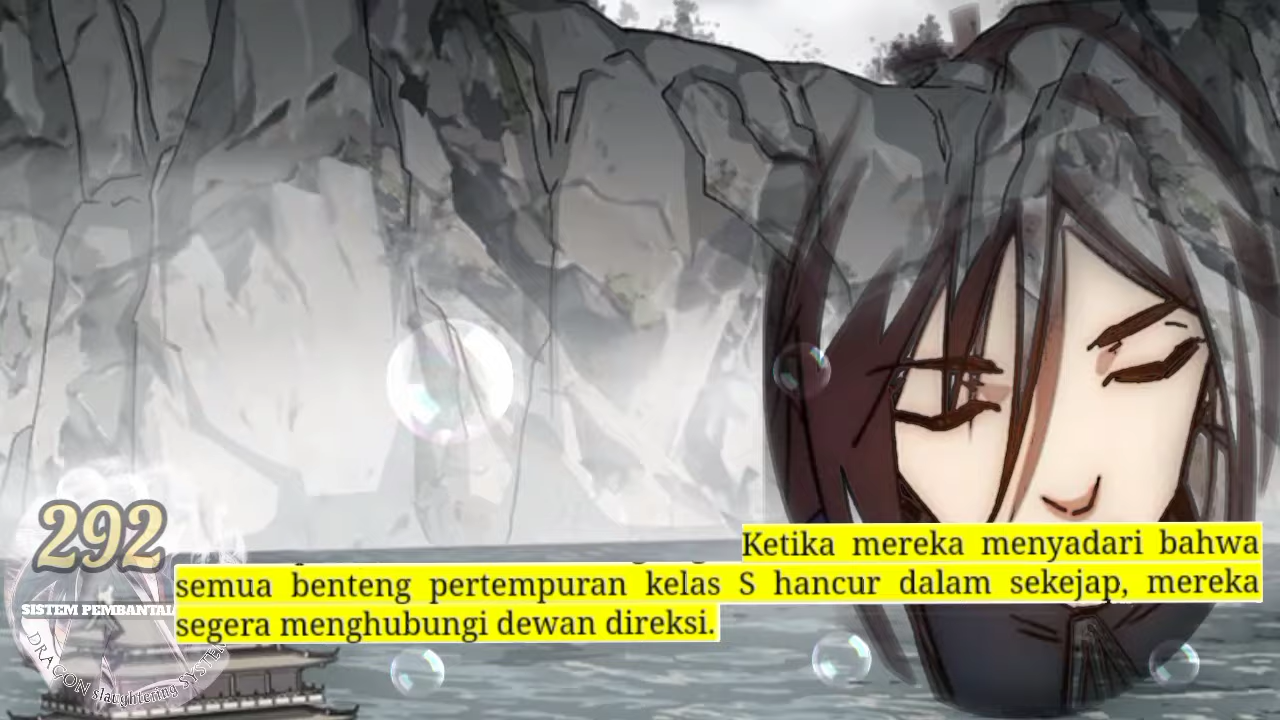 292
SISTEM PEMBANTAI
DRAGON slaughtering SYSTEM
Ketika mereka menyadari bahwa
semua benteng pertempuran kelas S hancur dalam sekejap, mereka
segera menghubungi dewan direksi.